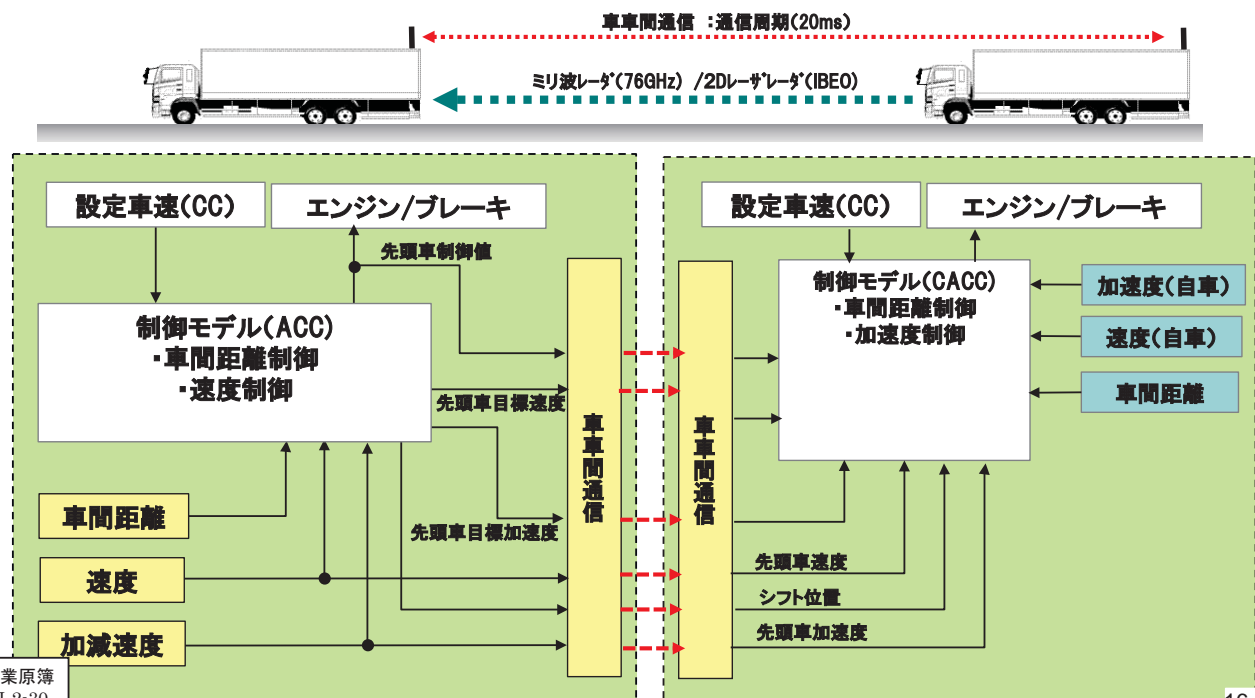 車車間通信 :通信周期(20ms)
ミリ波レーダ(76GHz) /2Dレーザレーダ(IBEO)
設定車速(CC)
エンジン/ブレーキ
先頭車制御値
制御モデル(ACC)
・車間距離制御
・速度制御
先頭車目標速度
先頭車目標加速度
車間距離
速度
加減速度
車車間通信
車車間通信
設定車速(CC)
エンジン/ブレーキ
制御モデル(CACC)
・車間距離制御
・加速度制御
加速度(自車)
速度(自車)
車間距離
先頭車速度
シフト位置
先頭車加速度
業原簿